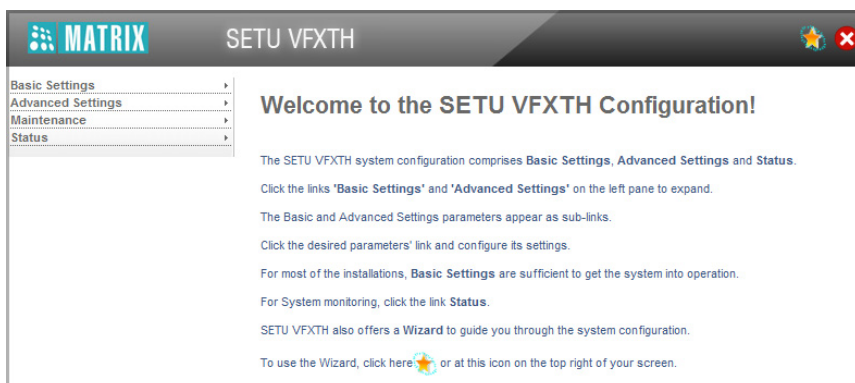 MATRIX SETU VFXTH
Basic Settings
Advanced Settings
Maintenance
Status
Welcome to the SETU VFXTH Configuration!
The SETU VFXTH system configuration comprises Basic Settings, Advanced Settings and Status.
Click the links 'Basic Settings' and 'Advanced Settings' on the left pane to expand.
The Basic and Advanced Settings parameters appear as sub-links.
Click the desired parameters' link and configure its settings.
For most of the installations, Basic Settings are sufficient to get the system into operation.
For System monitoring, click the link Status.
SETU VFXTH also offers a Wizard to guide you through the system configuration.
To use the Wizard, click here or at this icon on the top right of your screen.